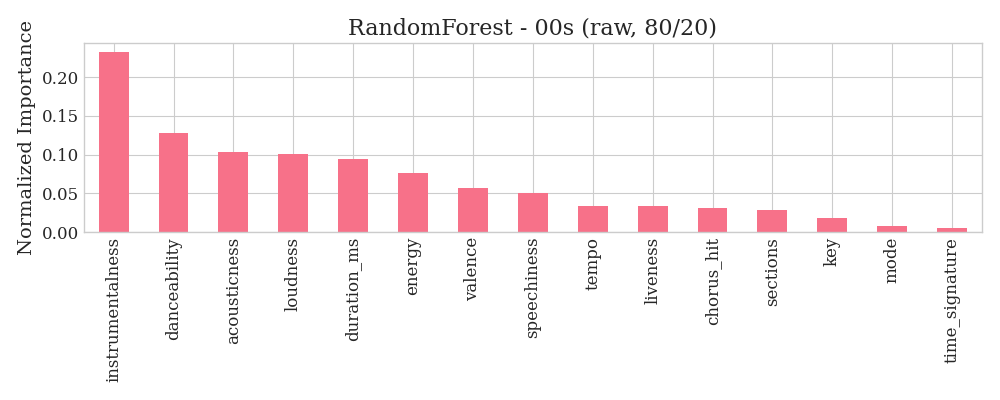 RandomForest - 00s (raw, 80/20)
Normalized Importance
0.20
0.15
0.10
0.05
0.00
instrumentalness
danceability
acousticness
loudness
duration_ms
energy
valence
speechiness
tempo
liveness
chorus_hit
sections
key
mode
time_signature